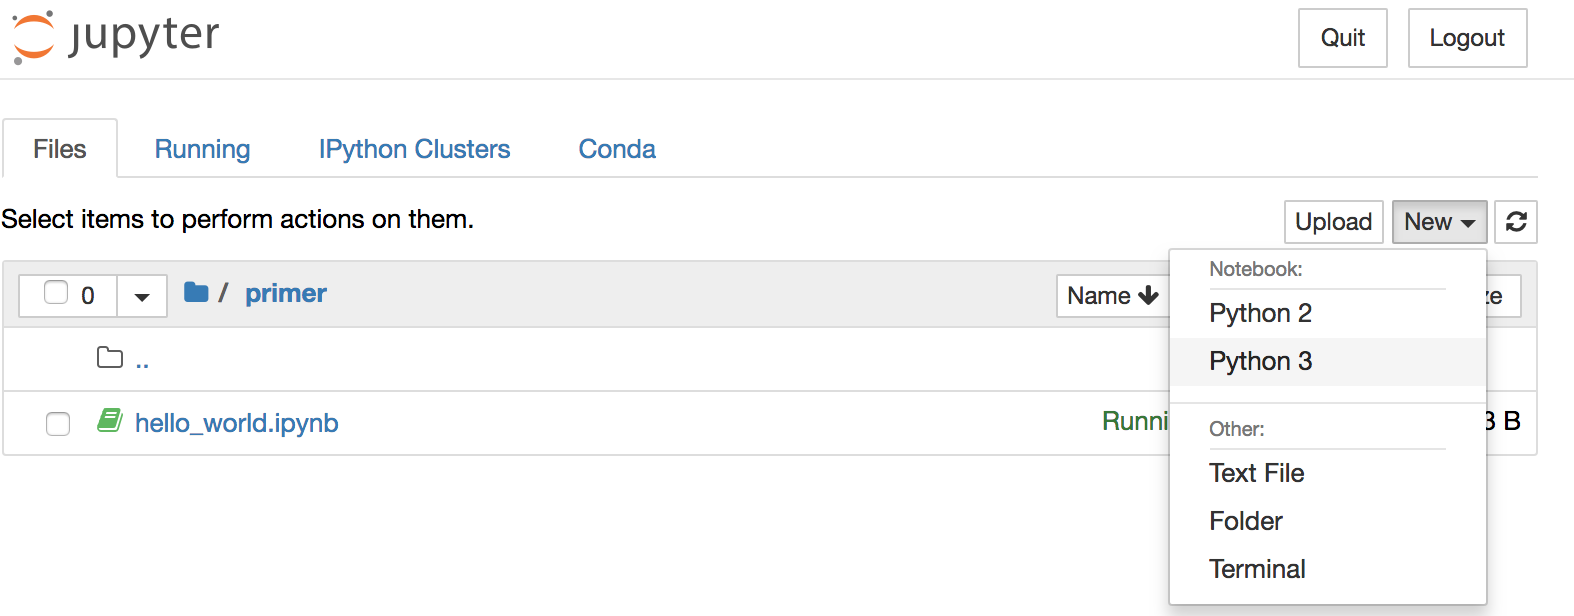 jupyter
Quit
Logout
Files
Running
IPython Clusters
Conda
Select items to perform actions on them.
Upload
New
0
/ primer
Name
Notebook:
Python 2
Python 3
..
hello_world.ipynb
Runni
3 B
Other:
Text File
Folder
Terminal